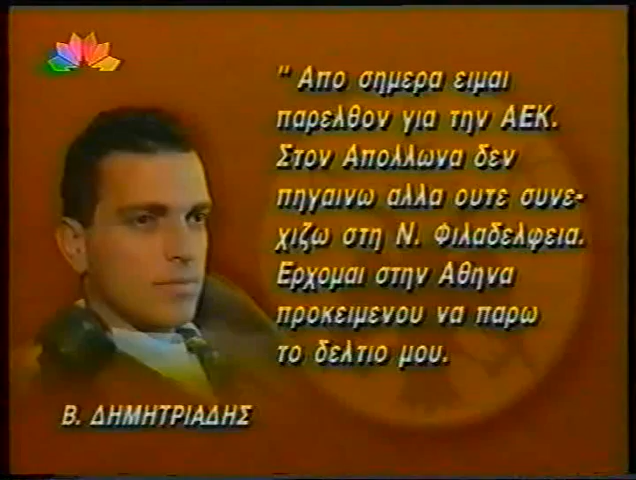 " Απο σημερα ειμαι
παρελθον για την ΑΕΚ.
Στον Απολλωνα δεν
πηγαινω αλλα ουτε συνε-
χιζω στη Ν. Φιλαδελφεια.
Ερχομαι στην Αθηνα
προκειμενου να παρω
το δελτιο μου.
Β. ΔΗΜΗΤΡΙΑΔΗΣ